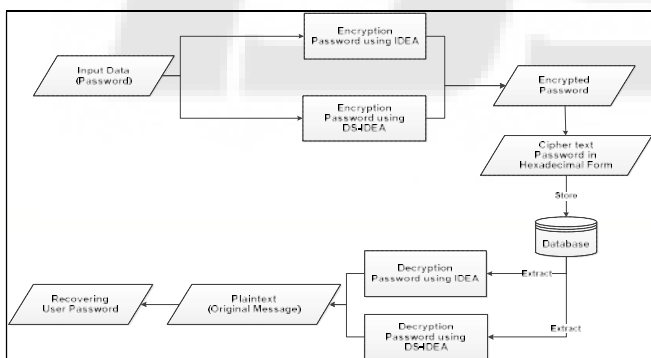 Encryption
Password using IDEA
Input Data
(Password)
Encrypted
Password
Encryption
Password using
DS-IDEA
Cipher text
Password in
Hexadecimal Form
Store
Database
Decryption
Password using IDEA
Extract
Recovering
User Password
Plaintext
(Original Message)
Extract
Decryption
Password using
DS-IDEA